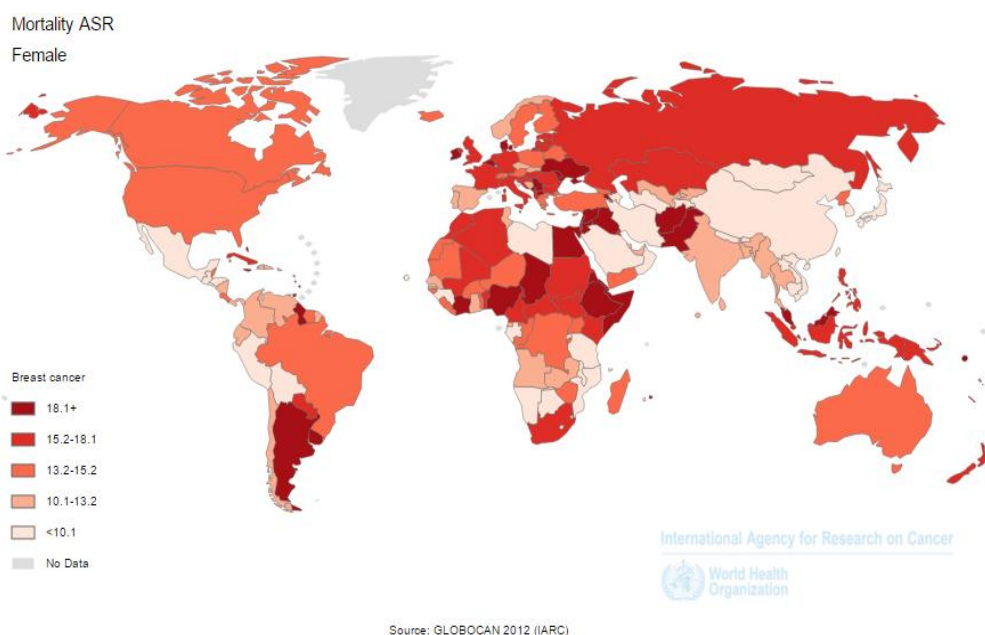 Mortality ASR
Female
Breast cancer
18.1+
15.2-18.1
13.2-15.2
10.1-13.2
<10.1
No Data
International Agency for Research on Cancer
World Health
Organization
Source: GLOBOCAN 2012 (IARC)